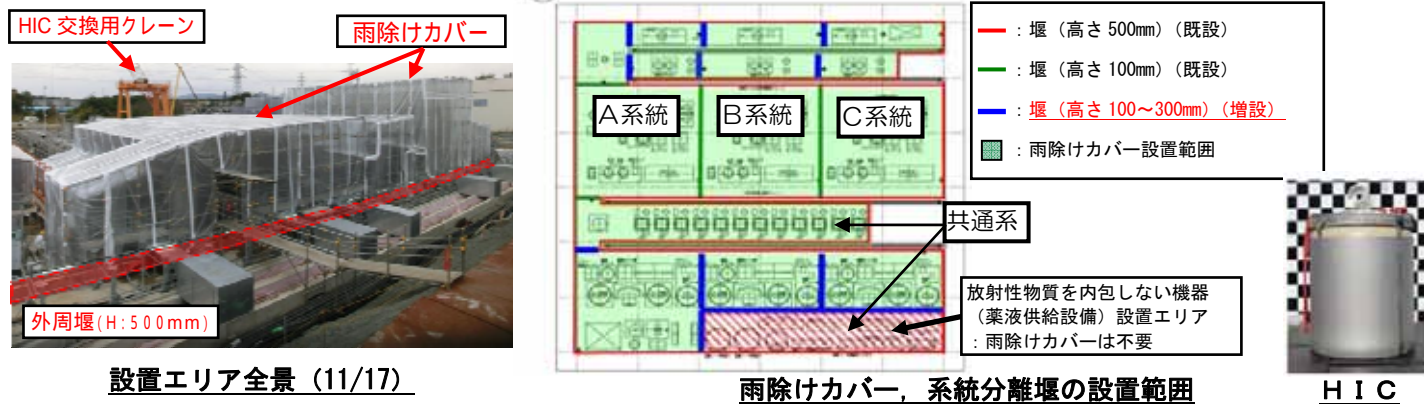 HIC 交換用クレーン
雨除けカバー
外周堰(H:500mm)
設置エリア全景 (11/17)
A系統
B系統
C系統
共通系
: 堰 (高さ 500mm) (既設)
: 堰 (高さ 100mm) (既設)
: 堰 (高さ 100～300mm) (増設)
: 雨除けカバー設置範囲
放射性物質を内包しない機器
(薬液供給設備) 設置エリア
: 雨除けカバーは不要
雨除けカバー, 系統分離堰の設置範囲
ＨＩＣ